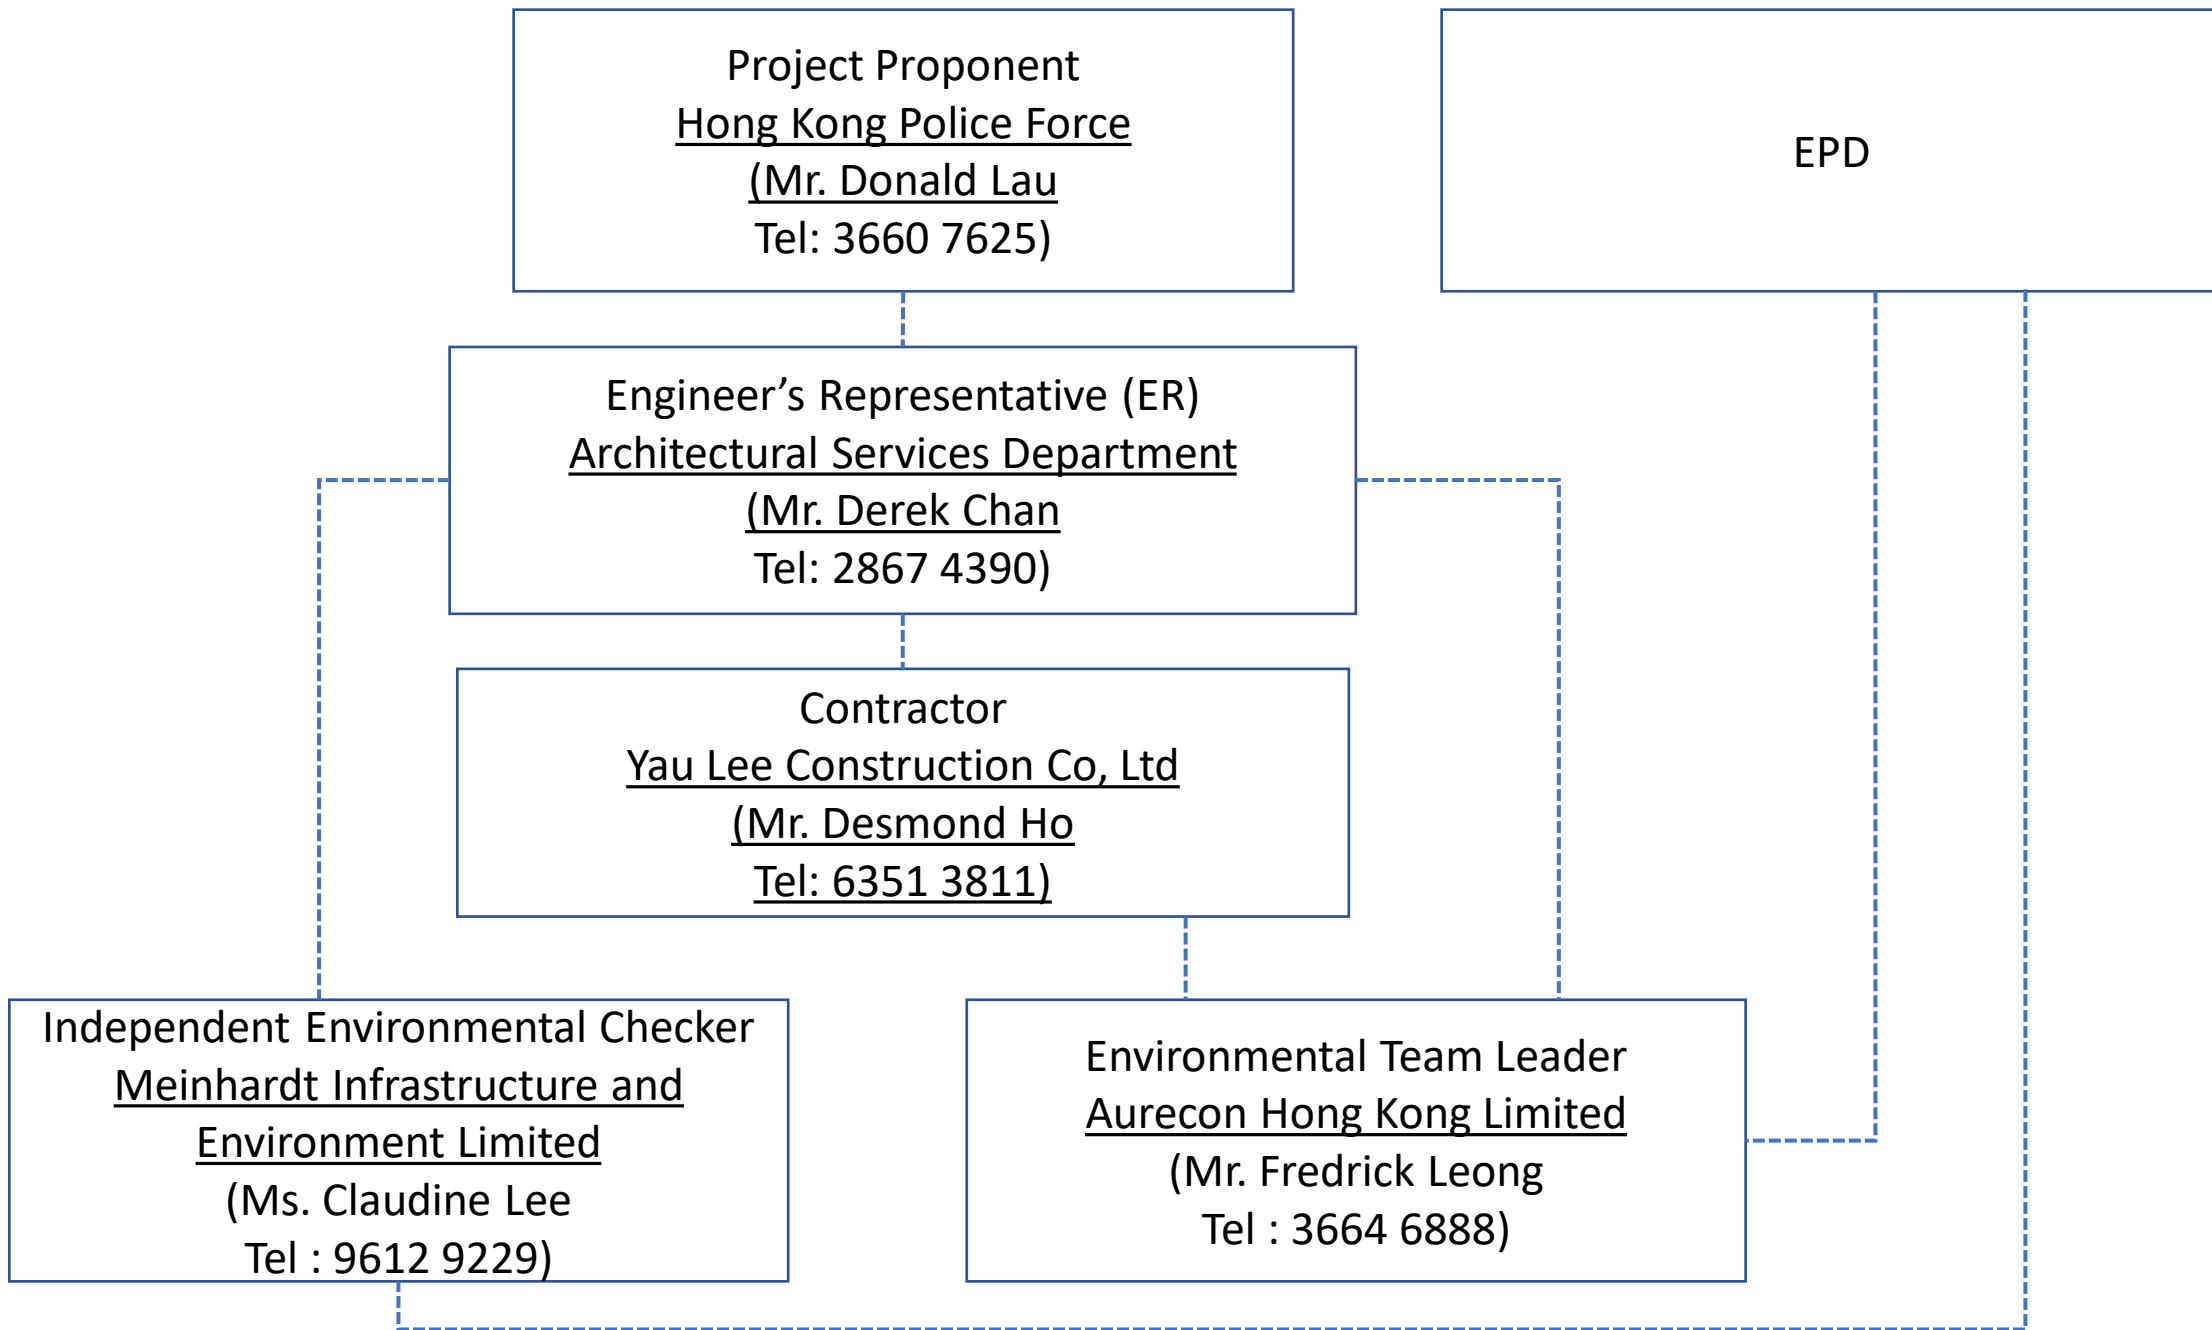 Project Proponent
Hong Kong Police Force
(Mr. Donald Lau
Tel: 3660 7625)
EPD
Engineer’s Representative (ER)
Architectural Services Department
(Mr. Derek Chan
Tel: 2867 4390)
Contractor
Yau Lee Construction Co, Ltd
(Mr. Desmond Ho
Tel: 6351 3811)
Independent Environmental Checker
Meinhardt Infrastructure and
Environment Limited
(Ms. Claudine Lee
Tel : 9612 9229)
Environmental Team Leader
Aurecon Hong Kong Limited
(Mr. Fredrick Leong
Tel : 3664 6888)